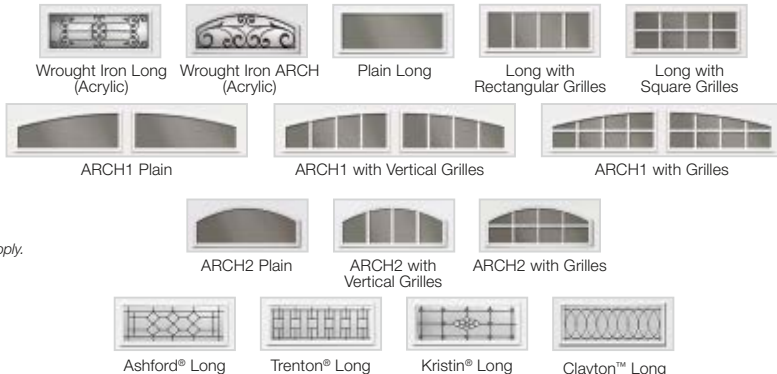 Wrought Iron Long
(Acrylic)
Wrought Iron ARCH
(Acrylic)
Plain Long
Long with
Rectangular Grilles
Long with
Square Grilles
ARCH1 Plain
ARCH1 with Vertical Grilles
ARCH1 with Grilles
ARCH2 Plain
ARCH2 with
Vertical Grilles
ARCH2 with Grilles
Ashford® Long
Trenton® Long
Kristin® Long
Clayton™ Long